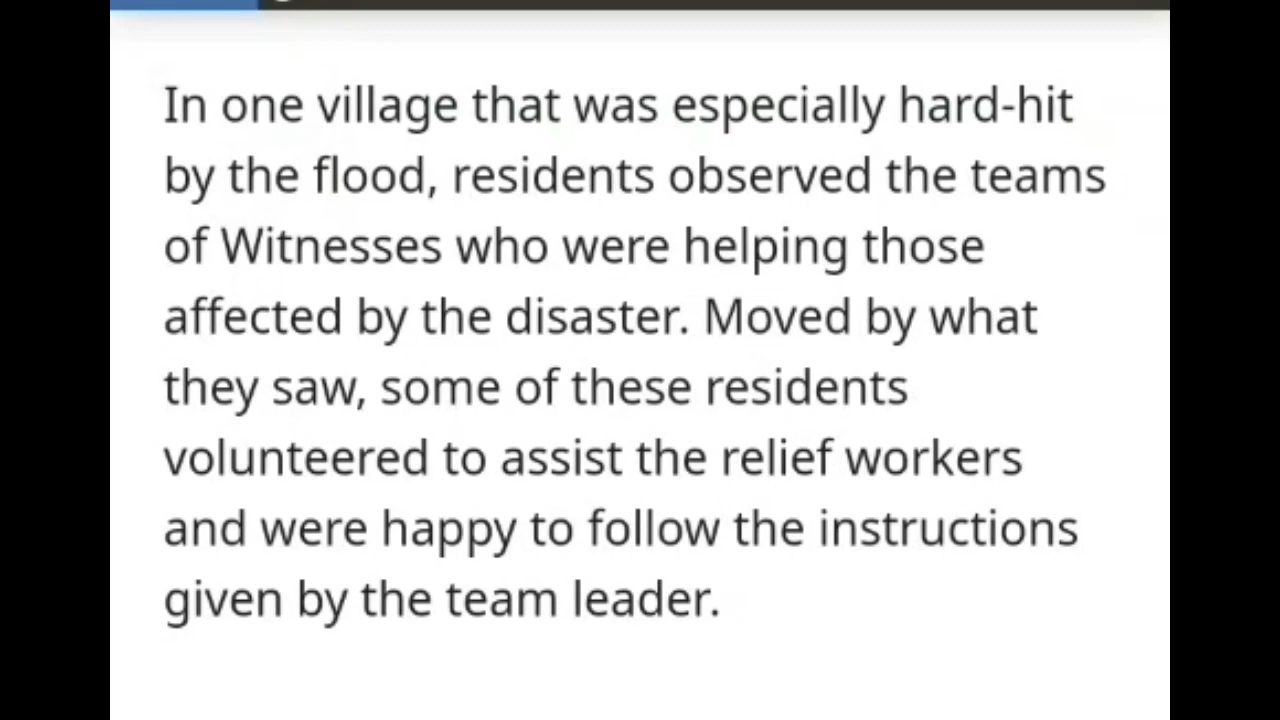 In one village that was especially hard-hit
by the flood, residents observed the teams
of Witnesses who were helping those
affected by the disaster. Moved by what
they saw, some of these residents
volunteered to assist the relief workers
and were happy to follow the instructions
given by the team leader.